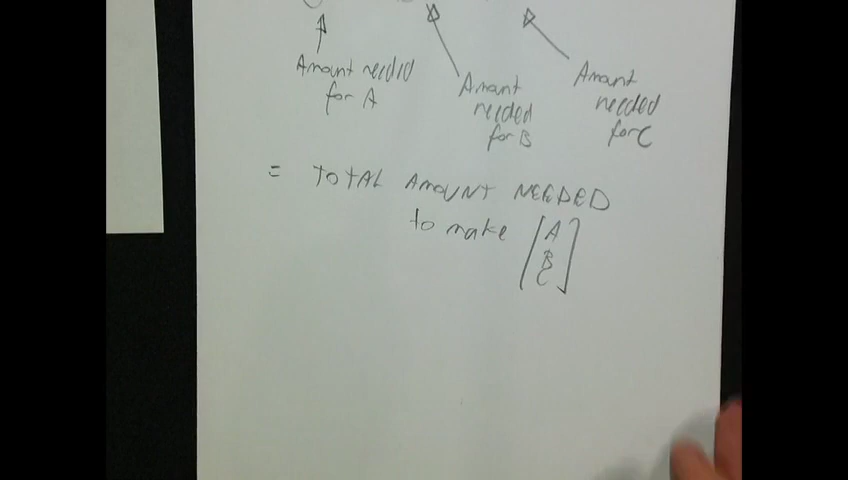 Amount needed
for A
Amount
needed
for B
Amount
needed
for C
= TOTAL AMOUNT NEEDED
to make [A
B
C]